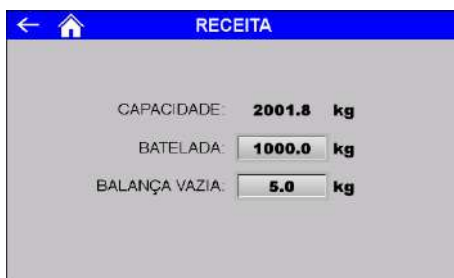 RECEITA
CAPACIDADE: 2001.8 kg
BATELADA: 1000.0 kg
BALANÇA VAZIA: 5.0 kg